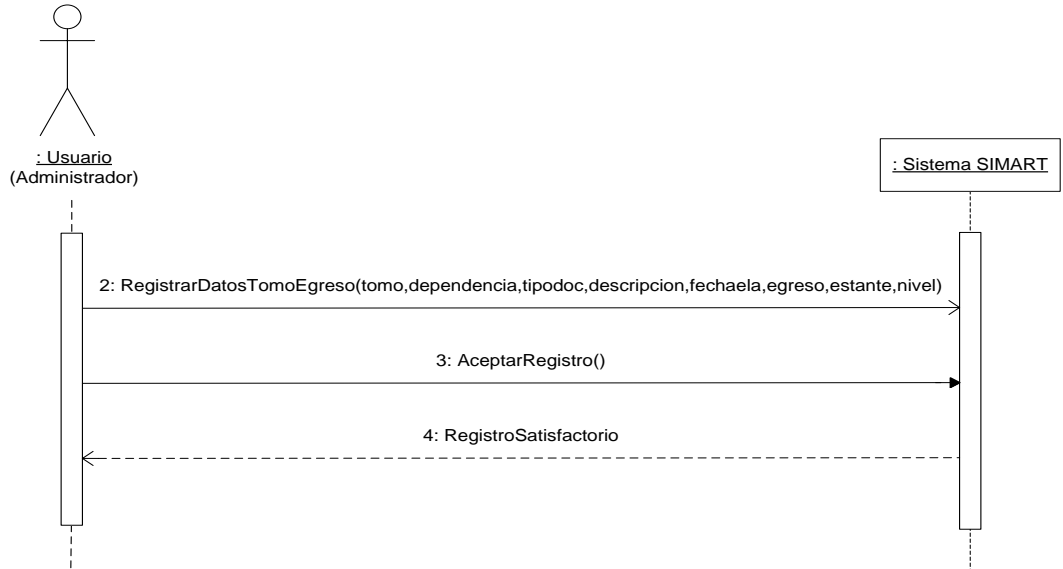 : Usuario
(Administrador)
: Sistema SIMART
2: RegistrarDatosTomoEgreso(tomo,dependencia,tipodoc,descripcion,fechaela,egreso,estante,nivel)
3: AceptarRegistro()
4: RegistroSatisfactorio